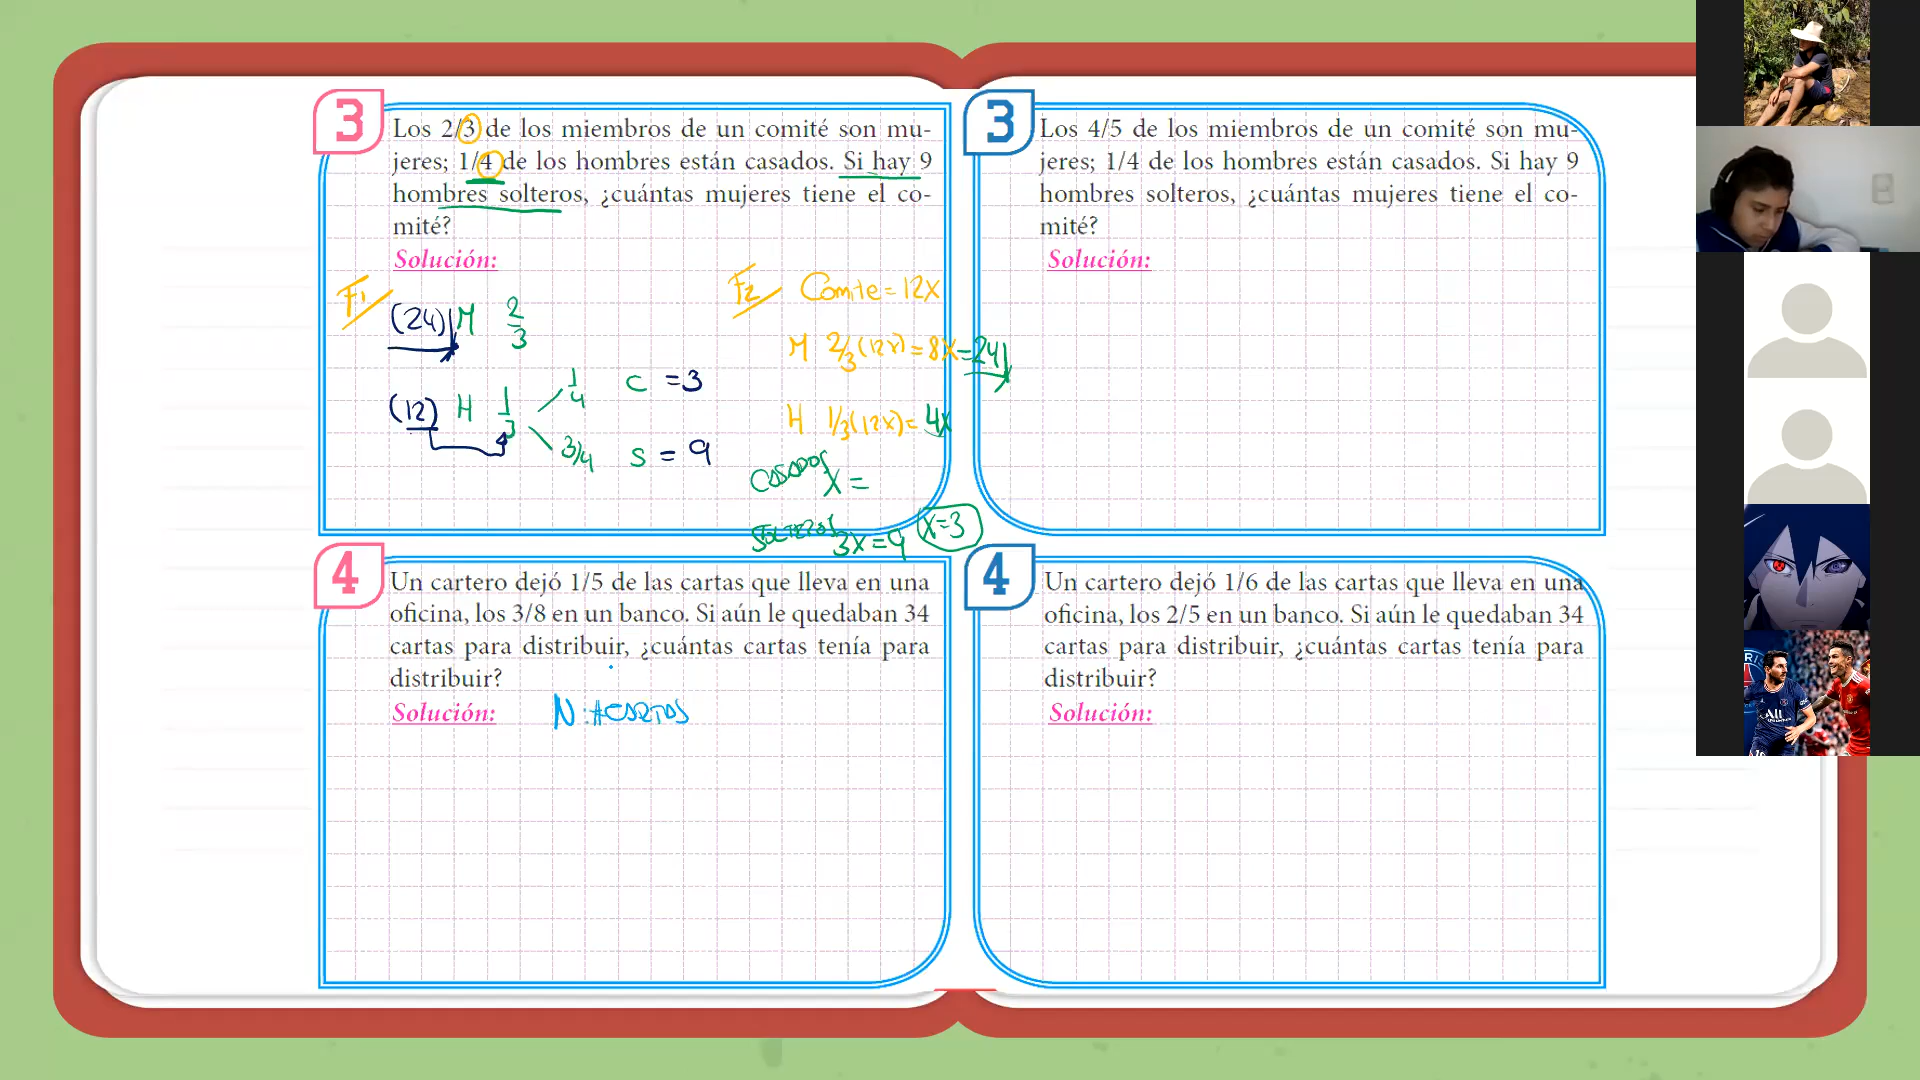 3
Los 2/3 de los miembros de un comité son mu-
jeres; 1/4 de los hombres están casados. Si hay 9
hombres solteros, ¿cuántas mujeres tiene el co-
mité?
Solución:
F1
(24) M 2/3
(12) H 1/3
1/4 C =3
3/4 S = 9
F2 Comite = 12x
M 2/3 (12x) = 8x = 24
H 1/3 (12x) = 4x
CASADOS x =
SOLTEROS 3x = 9 x=3
3
Los 4/5 de los miembros de un comité son mu-
jeres; 1/4 de los hombres están casados. Si hay 9
hombres solteros, ¿cuántas mujeres tiene el co-
mité?
Solución:
4
Un cartero dejó 1/5 de las cartas que lleva en una
oficina, los 3/8 en un banco. Si aún le quedaban 34
cartas para distribuir, ¿cuántas cartas tenía para
distribuir?
Solución: N : #CARTAS
4
Un cartero dejó 1/6 de las cartas que lleva en una
oficina, los 2/5 en un banco. Si aún le quedaban 34
cartas para distribuir, ¿cuántas cartas tenía para
distribuir?
Solución: